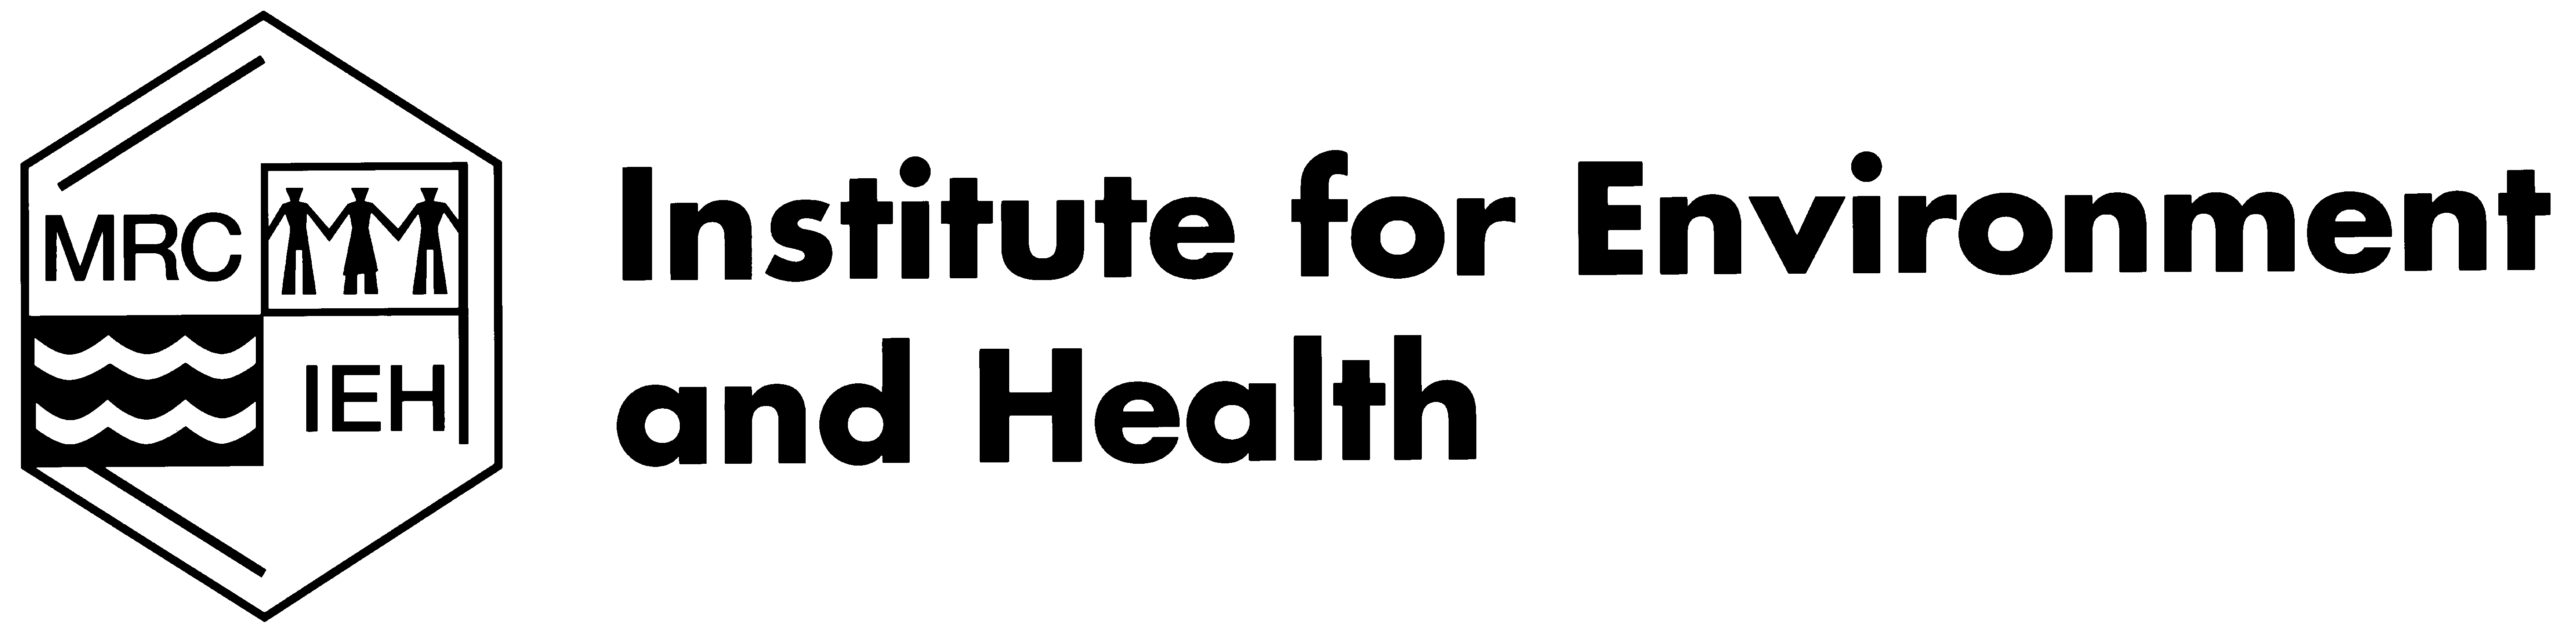 MRC
IEH
Institute for Environment
and Health